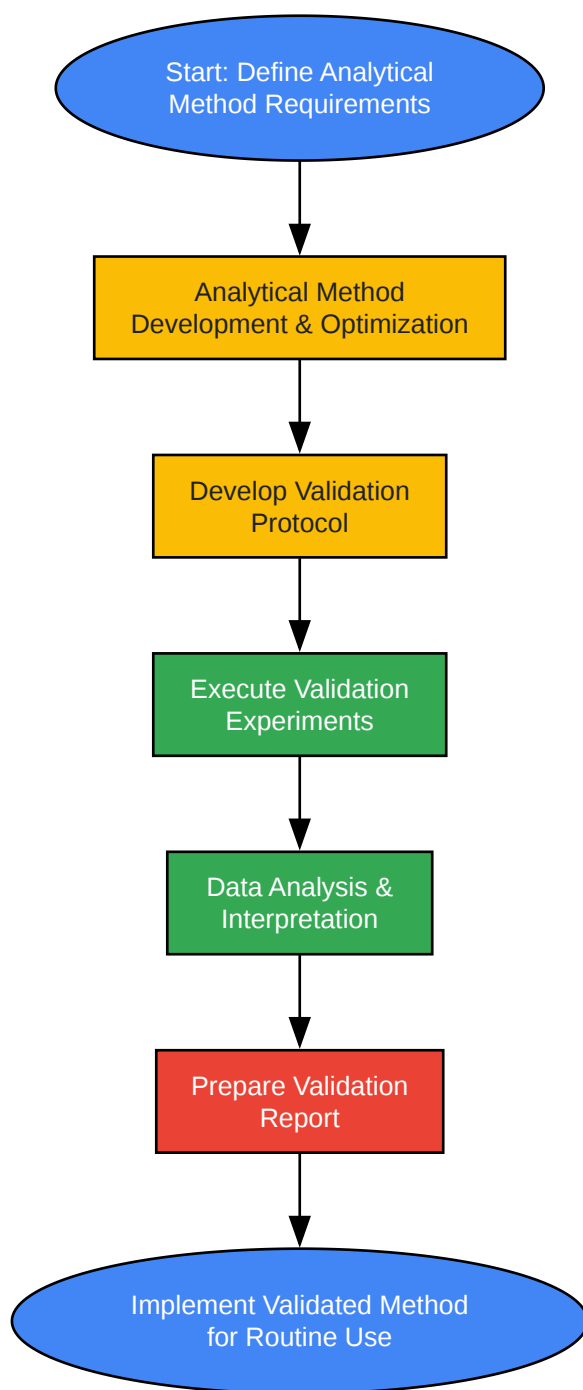 Start: Define Analytical
Method Requirements
Analytical Method
Development & Optimization
Develop Validation
Protocol
Execute Validation
Experiments
Data Analysis &
Interpretation
Prepare Validation
Report
Implement Validated Method
for Routine Use